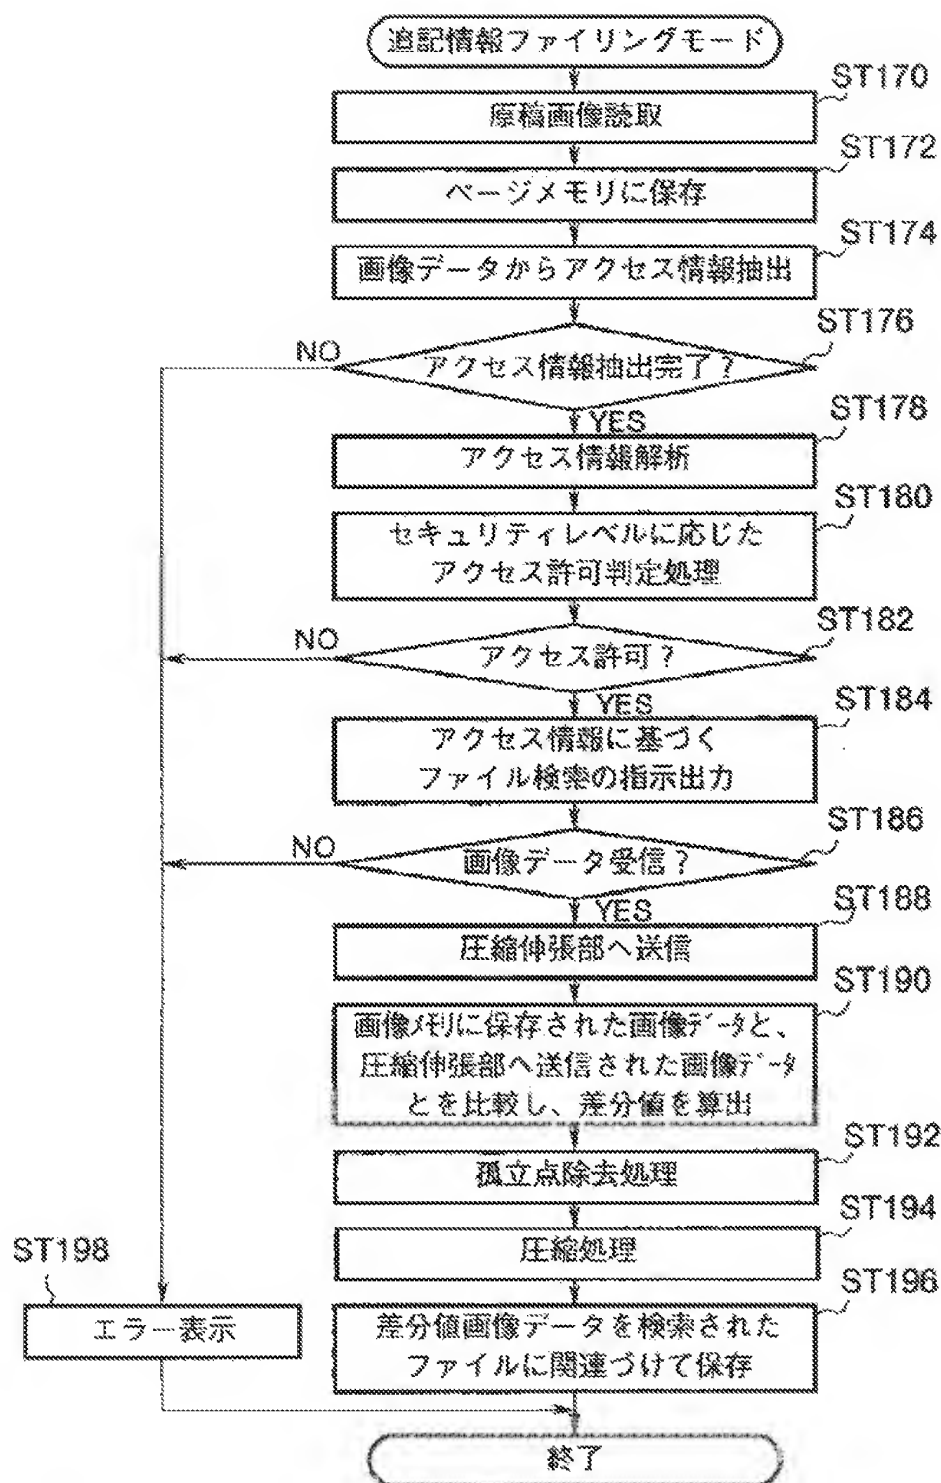 追記情報ファイリングモード
ST170
原稿画像読取
ST172
ページメモリに保存
ST174
画像データからアクセス情報抽出
ST176
NO
アクセス情報抽出完了?
YES
ST178
アクセス情報解析
ST180
セキュリティレベルに応じた
アクセス許可判定処理
ST182
NO
アクセス許可?
YES
ST184
アクセス情報に基づく
ファイル検索の指示出力
ST186
NO
画像データ受信?
YES
ST188
圧縮伸張部へ送信
ST190
画像メモリに保存された画像データと、
圧縮伸張部へ送信された画像データ
とを比較し、差分値を算出
ST192
孤立点除去処理
ST194
圧縮処理
ST198
ST196
エラー表示
差分値画像データを検索された
ファイルに関連づけて保存
終了